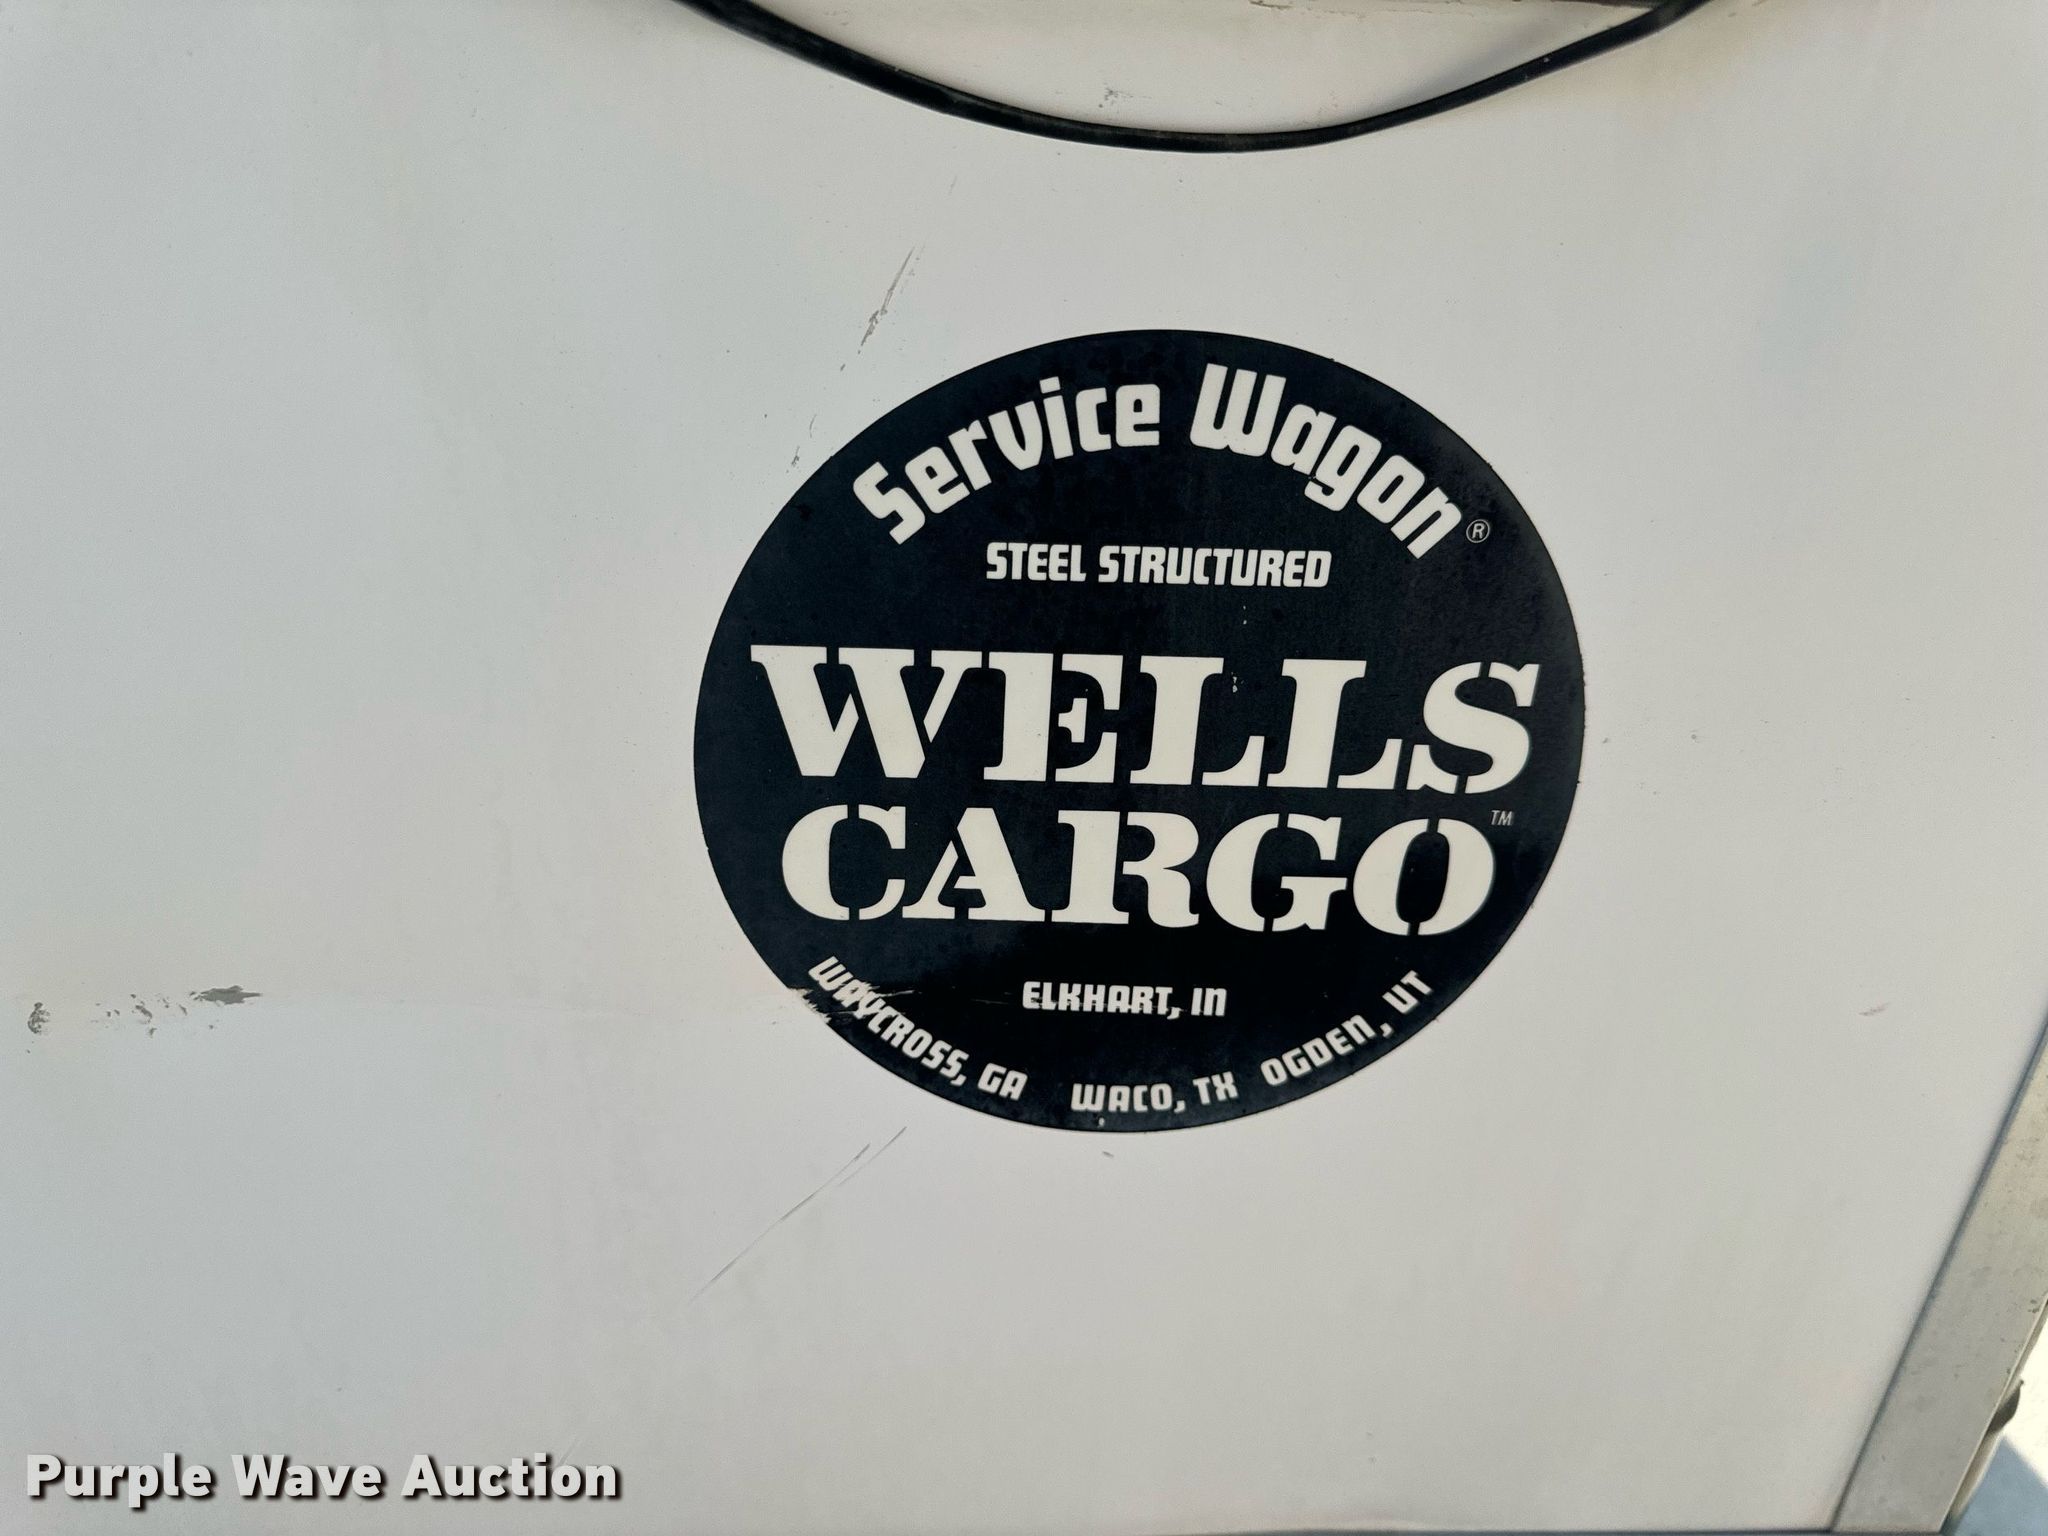 Service Wagon®
STEEL STRUCTURED
WELLS
CARGO™
ELKHART, IN
WAYCROSS, GA WACO, TX OGDEN, UT
Purple Wave Auction